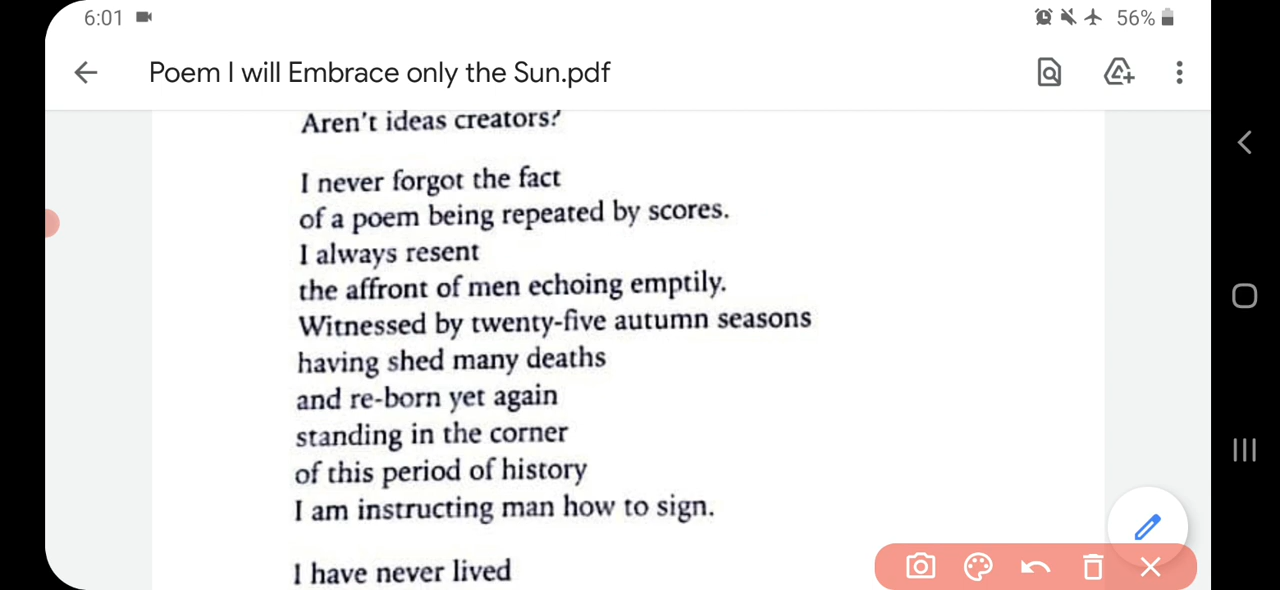 6:01
56%
Poem I will Embrace only the Sun.pdf
Aren't ideas creators?
I never forgot the fact
of a poem being repeated by scores.
I always resent
the affront of men echoing emptily.
Witnessed by twenty-five autumn seasons
having shed many deaths
and re-born yet again
standing in the corner
of this period of history
I am instructing man how to sign.
I have never lived